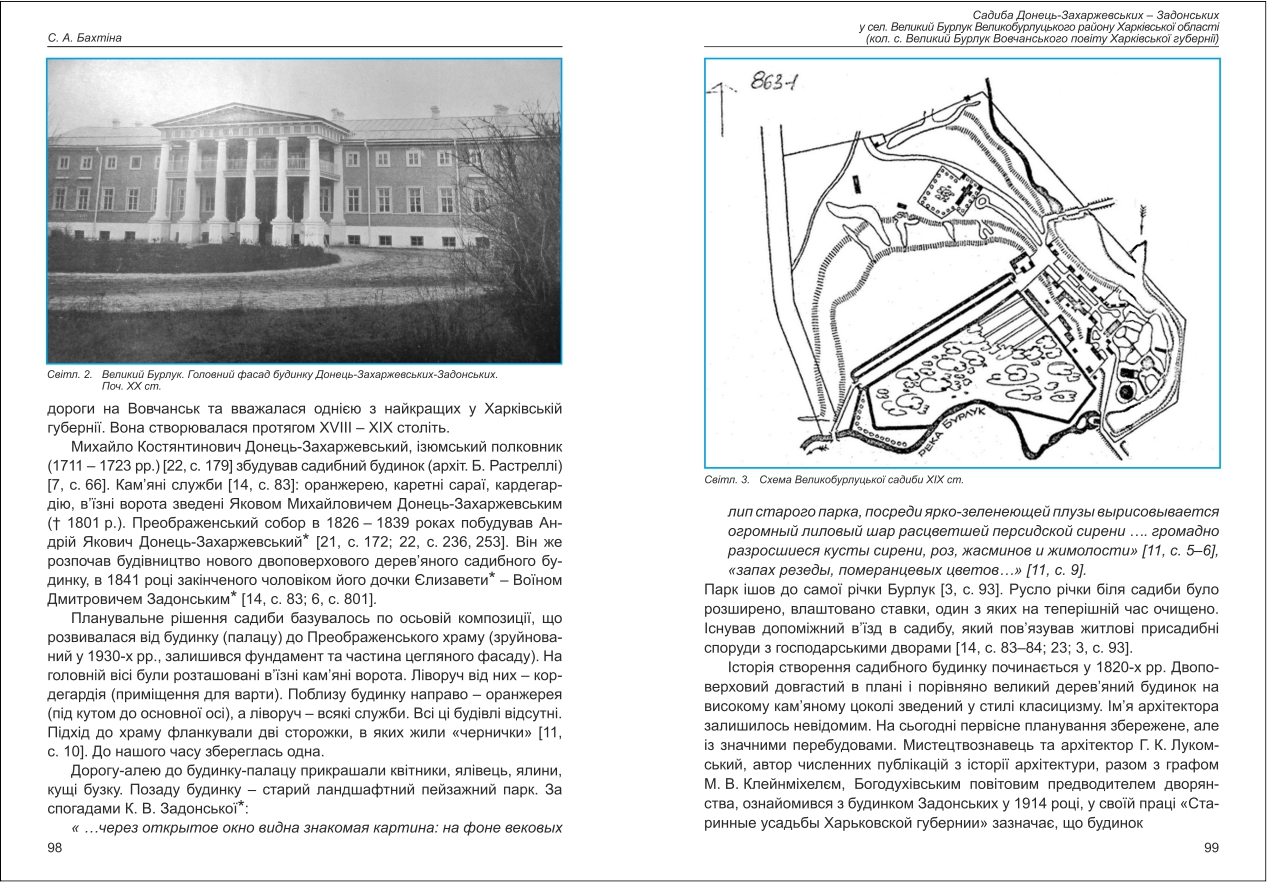 С. А. Бахтіна
Світл. 2. Великий Бурлук. Головний фасад будинку Донець-Захаржевських-Задонських.
Поч. ХХ ст.
дороги на Вовчанськ та вважалася однією з найкращих у Харківській
губернії. Вона створювалася протягом XVIII – XIX століть.
Михайло Костянтинович Донець-Захаржевський, ізюмський полковник
(1711 – 1723 рр.) [22, с. 179] збудував садибний будинок (архіт. Б. Растреллі)
[7, с. 66]. Кам’яні служби [14, с. 83]: оранжерею, каретні сараї, кардегар-
дію, в’їзні ворота зведені Яковом Михайловичем Донець-Захаржевським
(† 1801 р.). Преображенський собор в 1826 – 1839 роках побудував Ан-
дрій Якович Донець-Захаржевський* [21, с. 172; 22, с. 236, 253]. Він же
розпочав будівництво нового двоповерхового дерев’яного садибного бу-
динку, в 1841 році закінченого чоловіком його дочки Єлизавети* – Воїном
Дмитровичем Задонським* [14, с. 83; 6, с. 801].
Планувальне рішення садиби базувалось по осьовій композиції, що
розвивалася від будинку (палацу) до Преображенського храму (зруйнова-
ний у 1930-х рр., залишився фундамент та частина цегляного фасаду). На
головній вісі були розташовані в’їзні кам’яні ворота. Ліворуч від них – кор-
дегардія (приміщення для варти). Поблизу будинку направо – оранжерея
(під кутом до основної осі), а ліворуч – всякі служби. Всі ці будівлі відсутні.
Підхід до храму фланкували дві сторожки, в яких жили «чернички» [11,
с. 10]. До нашого часу збереглась одна.
Дорогу-алею до будинку-палацу прикрашали квітники, ялівець, ялини,
кущі бузку. Позаду будинку – старий ландшафтний пейзажний парк. За
спогадами К. В. Задонської*:
« …через открытое окно видна знакомая картина: на фоне вековых
98
Садиба Донець-Захаржевських – Задонських
у сел. Великий Бурлук Великобурлуцького району Харківської області
(кол. с. Великий Бурлук Вовчанського повіту Харківської губернії)
863-1
РЕКА БУРЛУК
Світл. 3. Схема Великобурлуцької садиби XIX ст.
лип старого парка, посреди ярко-зеленеющей плузы вырисовывается
огромный лиловый шар расцветшей персидской сирени …. громадно
разросшиеся кусты сирени, роз, жасминов и жимолости» [11, с. 5–6],
«запах резеды, померанцевых цветов…» [11, с. 9].
Парк ішов до самої річки Бурлук [3, с. 93]. Русло річки біля садиби було
розширено, влаштовано ставки, один з яких на теперішній час очищено.
Існував допоміжний в’їзд в садибу, який пов’язував житлові присадибні
споруди з господарськими дворами [14, с. 83–84; 23; 3, с. 93].
Історія створення садибного будинку починається у 1820-х рр. Двопо-
верховий довгастий в плані і порівняно великий дерев’яний будинок на
високому кам’яному цоколі зведений у стилі класицизму. Ім’я архітектора
залишилось невідомим. На сьогодні первісне планування збережене, але
із значними перебудовами. Мистецтвознавець та архітектор Г. К. Луком-
ський, автор численних публікацій з історії архітектури, разом з графом
М. В. Клейнміхелєм, Богодухівським повітовим предводителем дворян-
ства, ознайомився з будинком Задонських у 1914 році, у своїй праці «Ста-
ринные усадьбы Харьковской губернии» зазначає, що будинок
99